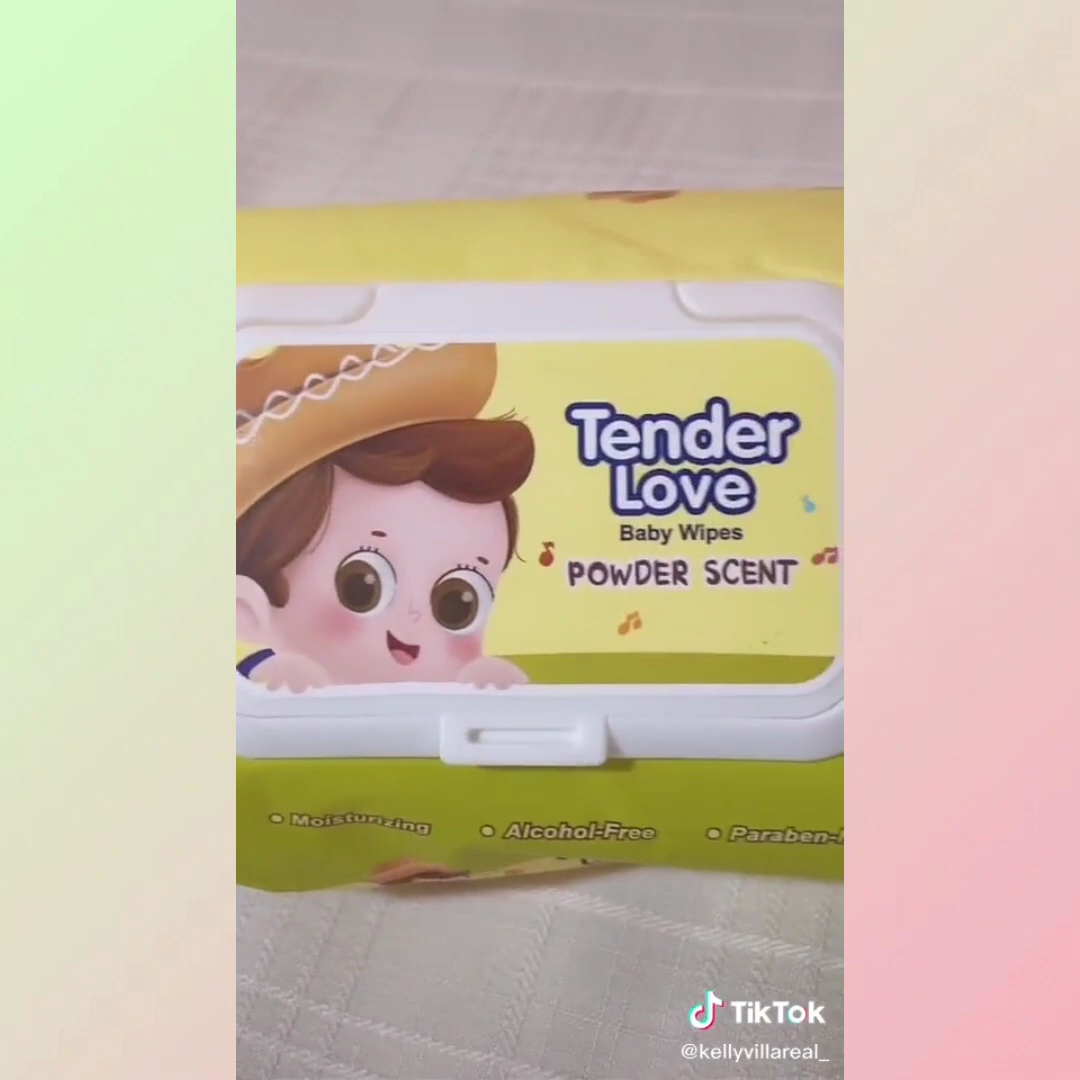 Tender
Love
Baby Wipes
POWDER SCENT
• Moisturizing • Alcohol-Free • Paraben-
TikTok
@kellyvillareal_